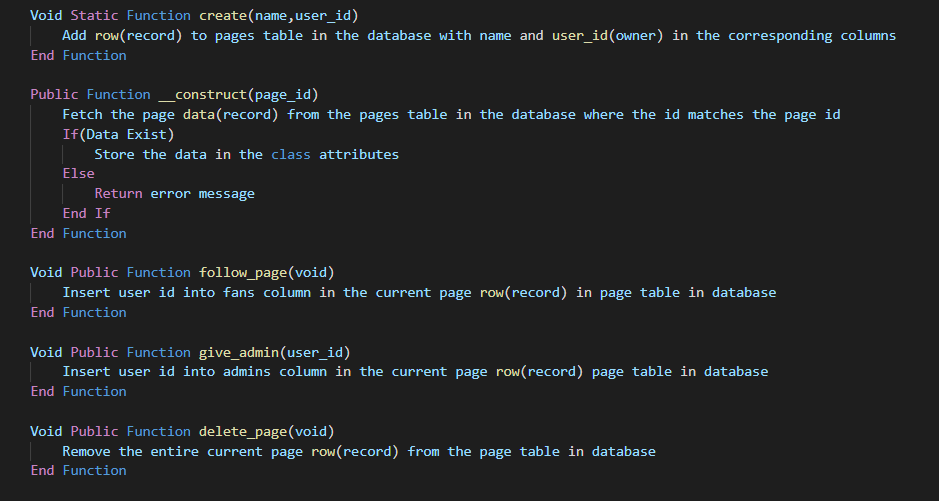 Void Static Function create(name,user_id)
Add row(record) to pages table in the database with name and user_id(owner) in the corresponding columns
End Function
Public Function __construct(page_id)
Fetch the page data(record) from the pages table in the database where the id matches the page id
If(Data Exist)
Store the data in the class attributes
Else
Return error message
End If
End Function
Void Public Function follow_page(void)
Insert user id into fans column in the current page row(record) in page table in database
End Function
Void Public Function give_admin(user_id)
Insert user id into admins column in the current page row(record) page table in database
End Function
Void Public Function delete_page(void)
Remove the entire current page row(record) from the page table in database
End Function